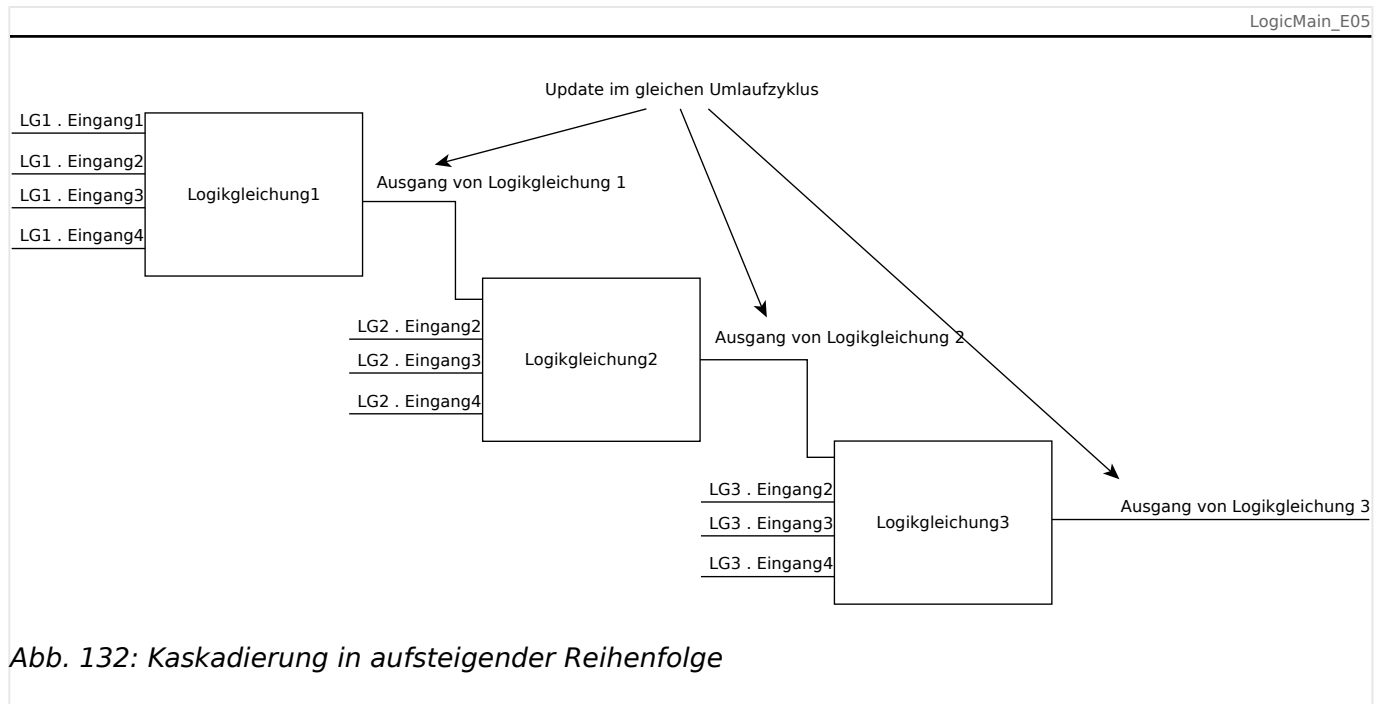 LogicMain_E05
Update im gleichen Umlaufzyklus
LG1 . Eingang1
LG1 . Eingang2
LG1 . Eingang3
LG1 . Eingang4
Logikgleichung1
Ausgang von Logikgleichung 1
LG2 . Eingang2
LG2 . Eingang3
LG2 . Eingang4
Logikgleichung2
Ausgang von Logikgleichung 2
LG3 . Eingang2
LG3 . Eingang3
LG3 . Eingang4
Logikgleichung3
Ausgang von Logikgleichung 3
Abb. 132: Kaskadierung in aufsteigender Reihenfolge